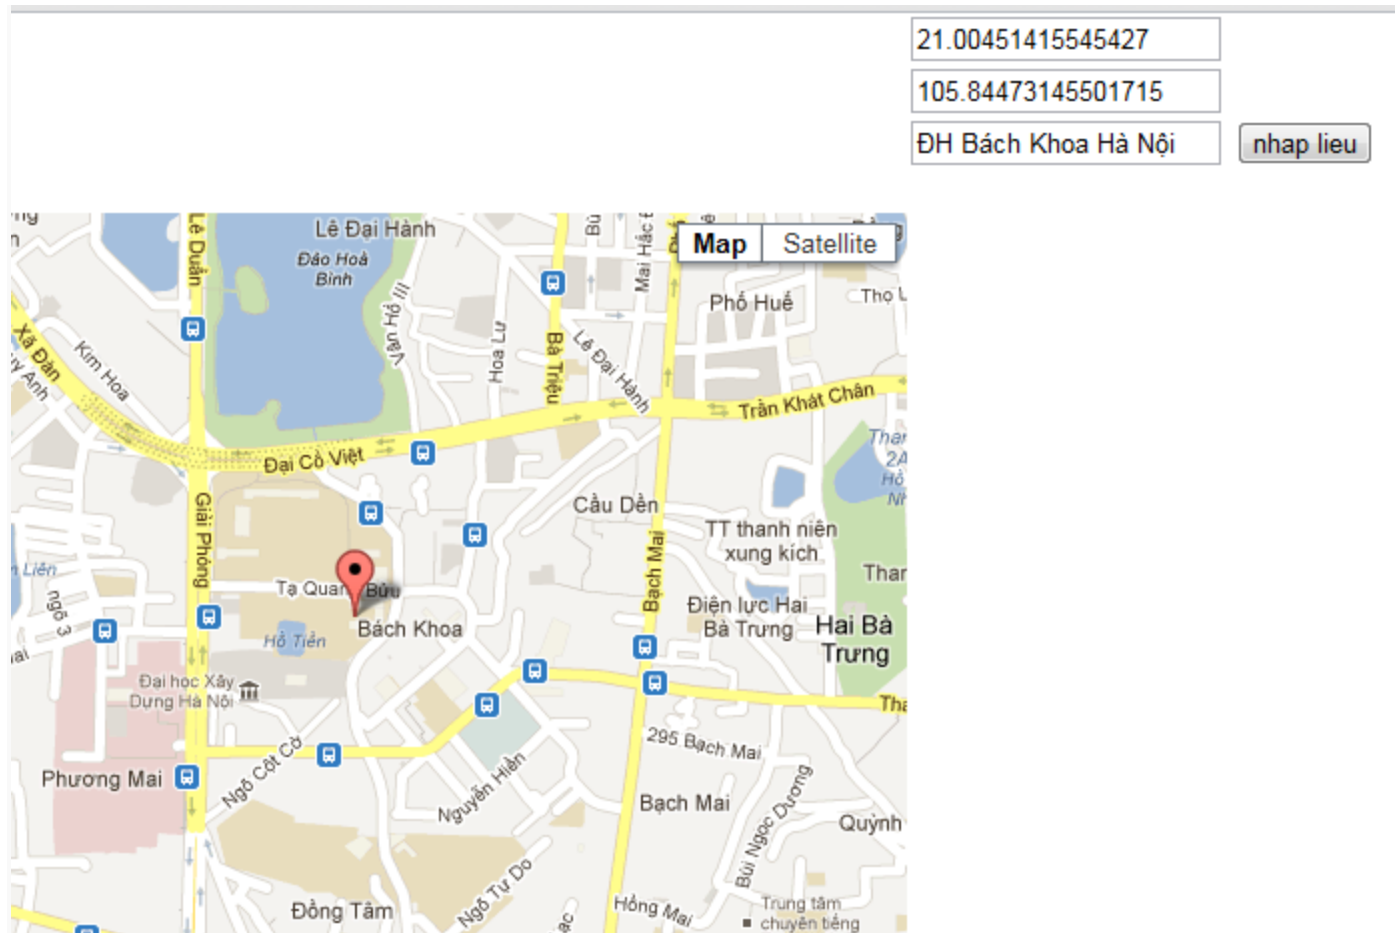 21.00451415545427
105.84473145501715
ĐH Bách Khoa Hà Nội
nhap lieu
Map
Satellite
Lê Duẩn
Lê Đại Hành
Đảo Hoà
Bình
Vân Hồ III
Hoa Lư
Bà Triệu
Lê Đại Hành
Phố Huế
Xã Đàn
Kim Hoa
Trần Khát Chân
Đại Cồ Việt
Giải Phóng
Cầu Dền
TT thanh niên
xung kích
Bạch Mai
Tạ Quang Bửu
Bách Khoa
Hồ Tiền
ngõ 3
Điện lực Hai
Bà Trưng
Hai Bà
Trưng
Đại học Xây
Dựng Hà Nội
295 Bạch Mai
Phương Mai
Ngõ Cột Cờ
Nguyễn Hiền
Bạch Mai
Bùi Ngọc Dương
Quỳnh
Đồng Tâm
Ngõ Tự Do
Hồng Mai
Trung tâm
chuyên tiếng